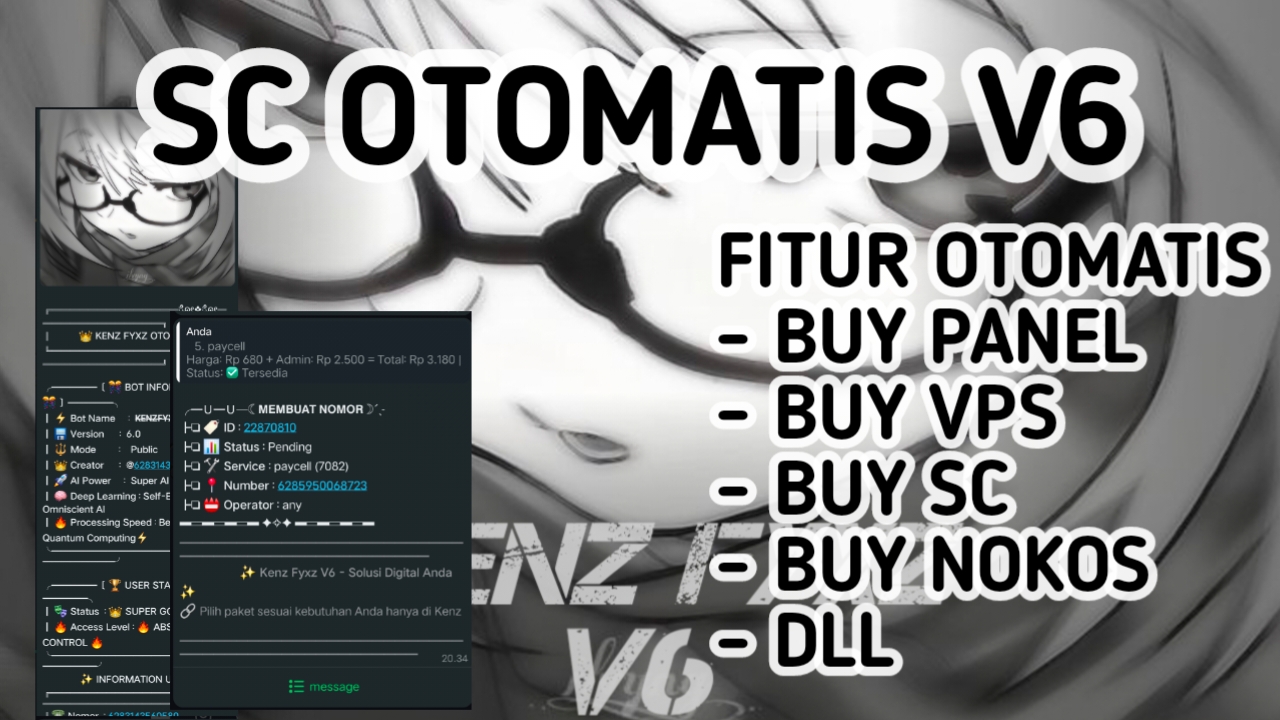 SC OTOMATIS V6
FITUR OTOMATIS
- BUY PANEL
- BUY VPS
- BUY SC
- BUY NOKOS
- DLL
👑 KENZ FYXZ OTO
[ 🎊 BOT INFO
🎊 ]
⚡ Bot Name : KENZFY
Version : 6.0
🔱 Mode : Public
👑 Creator : @6283143
🚀 AI Power : Super AI
🧠 Deep Learning : Self-E
Omniscient AI
🔥 Processing Speed : Be
Quantum Computing⚡
[ 🏆 USER STA
Status : 👑 SUPER GO
🔥 Access Level : 🔥 ABS
CONTROL 🔥
✨ INFORMATION U
Nomor : 6283143560580
Anda
5. paycell
Harga: Rp 680 + Admin: Rp 2.500 = Total: Rp 3.180 |
Status: ✅ Tersedia
MEMBUAT NOMOR
🏷️ ID : 22870810
📊 Status : Pending
🛠️ Service : paycell (7082)
📍 Number : 6285950068723
📛 Operator : any
✨ Kenz Fyxz V6 - Solusi Digital Anda
✨
🔗 Pilih paket sesuai kebutuhan Anda hanya di Kenz
20.34
message
V6